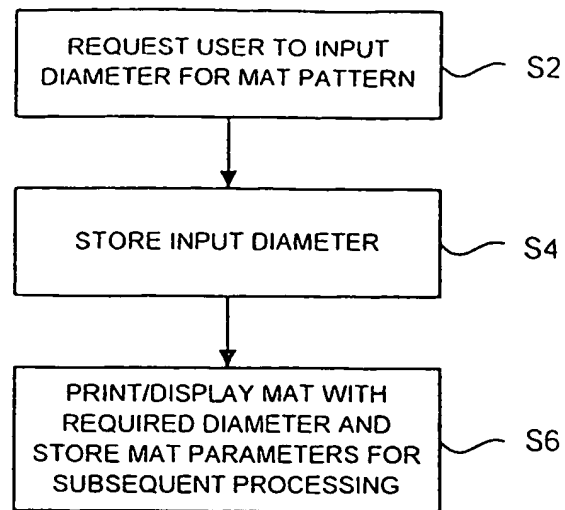 REQUEST USER TO INPUT
DIAMETER FOR MAT PATTERN
S2
STORE INPUT DIAMETER
S4
PRINT/DISPLAY MAT WITH
REQUIRED DIAMETER AND
STORE MAT PARAMETERS FOR
SUBSEQUENT PROCESSING
S6